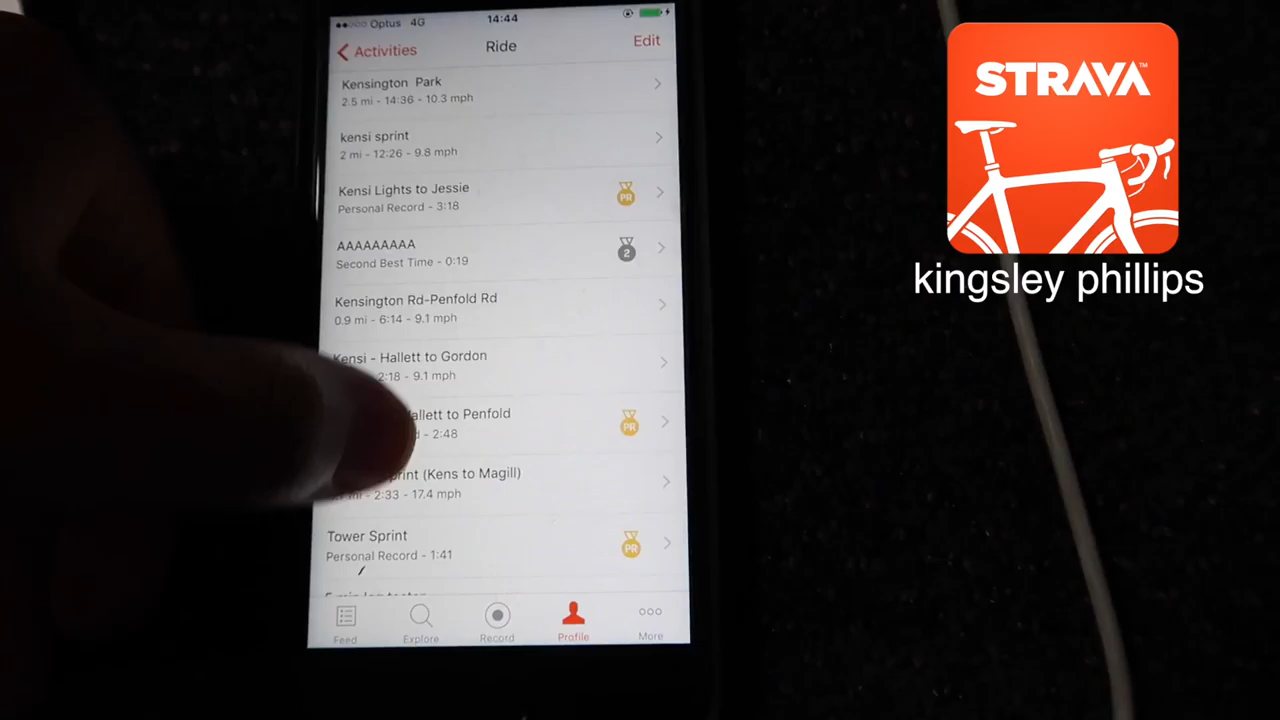 Optus 4G 14:44
Activities Ride Edit
Kensington Park
2.5 mi - 14:36 - 10.3 mph
kensi sprint
2 mi - 12:26 - 9.8 mph
Kensi Lights to Jessie
Personal Record - 3:18
PR
AAAAAAAAA
Second Best Time - 0:19
2
Kensington Rd-Penfold Rd
0.9 mi - 6:14 - 9.1 mph
Kensi - Hallett to Gordon
2:18 - 9.1 mph
to Penfold
- 2:48
PR
(Kens to Magill)
- 2:33 - 17.4 mph
Tower Sprint
Personal Record - 1:41
PR
Feed Explore Record Profile More
STRAVA™
kingsley phillips